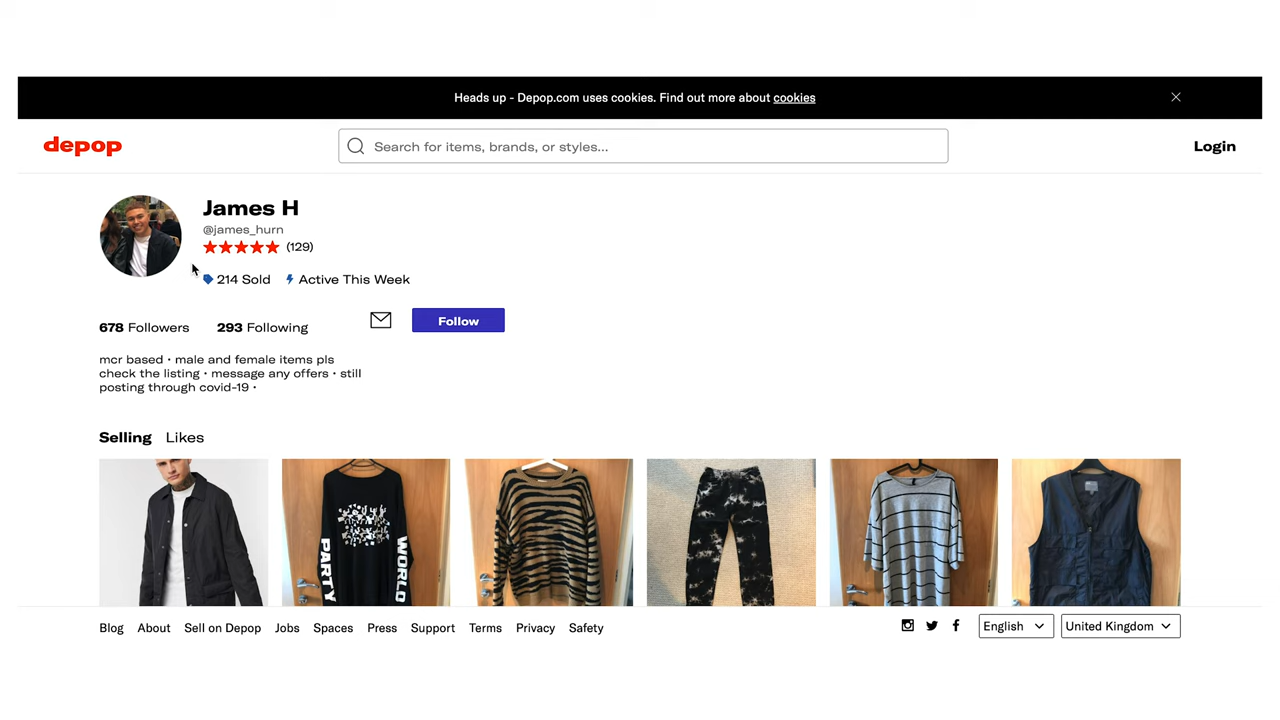 Heads up - Depop.com uses cookies. Find out more about cookies
depop
Search for items, brands, or styles...
Login
James H
@james_hurn
(129)
214 Sold
Active This Week
678 Followers
293 Following
Follow
mcr based • male and female items pls
check the listing • message any offers • still
posting through covid-19 •
Selling
Likes
PARTY
WORLD
Blog
About
Sell on Depop
Jobs
Spaces
Press
Support
Terms
Privacy
Safety
English
United Kingdom